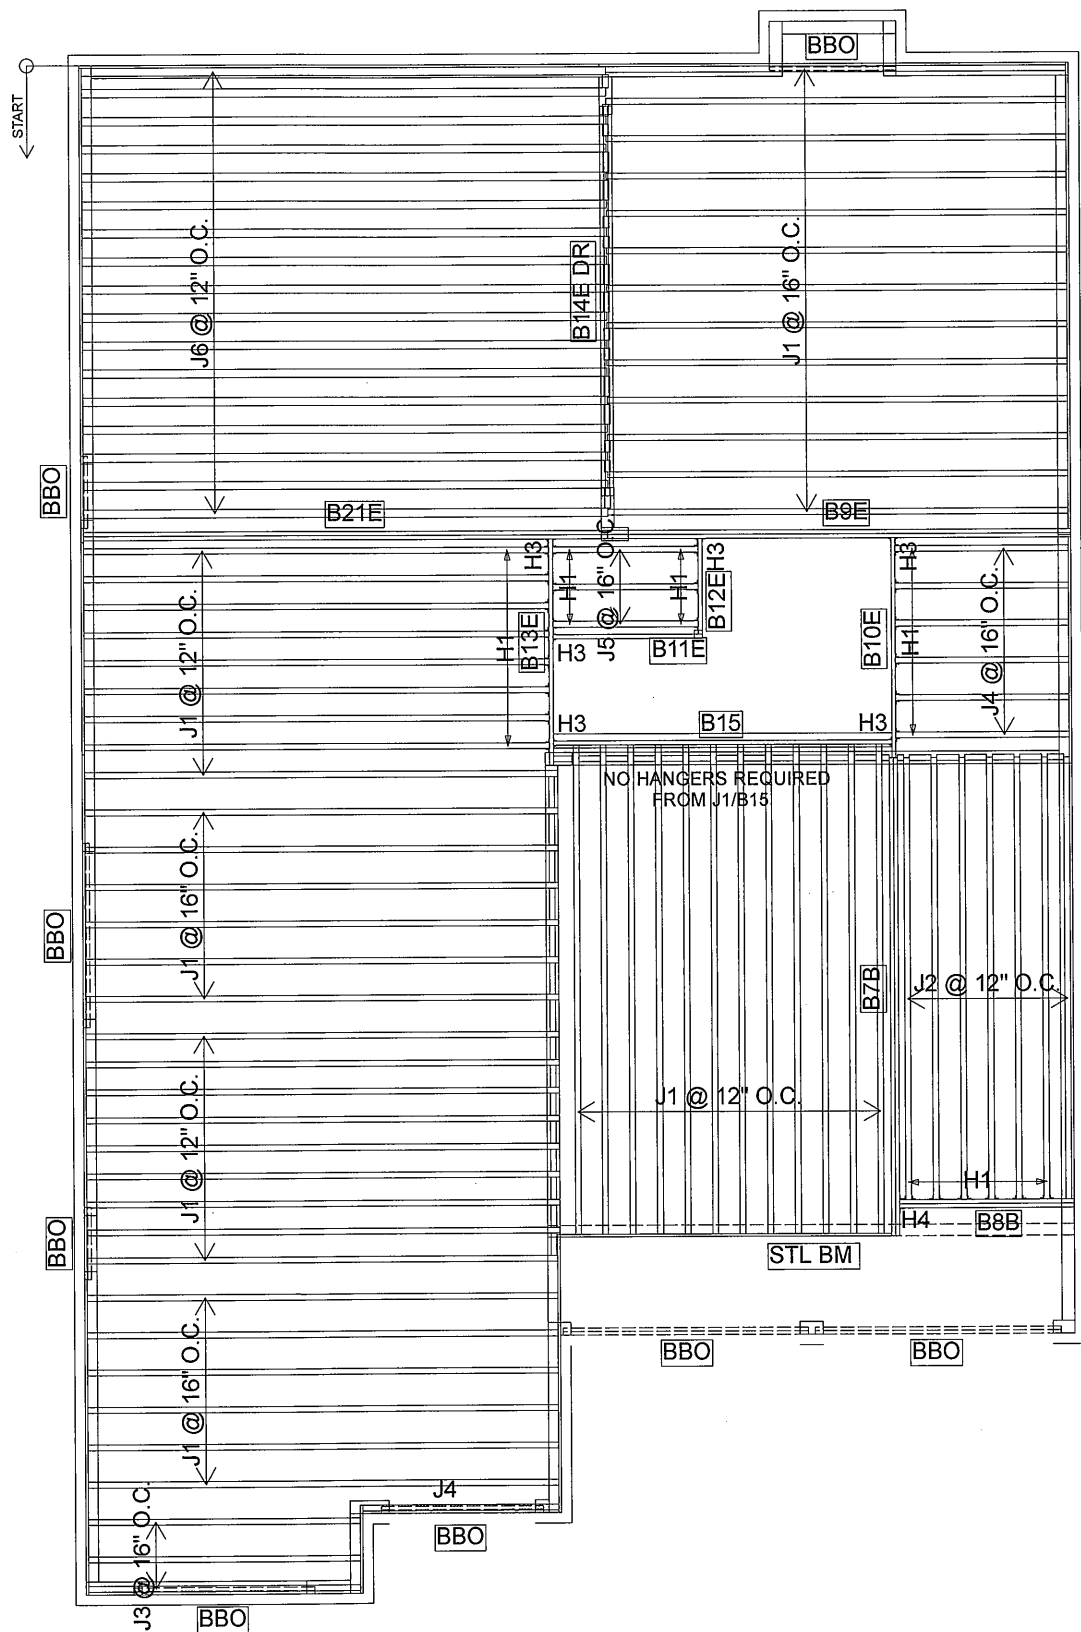 BBO
START
J6 @ 12" O.C.
B14E DR
J1 @ 16" O.C.
BBO
B21E
B9E
H3
H1
J5 @ 16" O.C
H1
H3
B12E
H3
J1 @ 12" O.C.
H1
B13E
H3
B11E
B10E
H1
J4 @ 16" O.C.
H3
B15
H3
NO HANGERS REQUIRED
FROM J1/B15
J1 @ 16" O.C.
BBO
B7B
J2 @ 12" O.C.
J1 @ 12" O.C.
J1 @ 12" O.C.
H1
BBO
H4
B8B
STL BM
BBO
BBO
J1 @ 16" O.C.
J4
J3 @ 16" O.C.
BBO
BBO